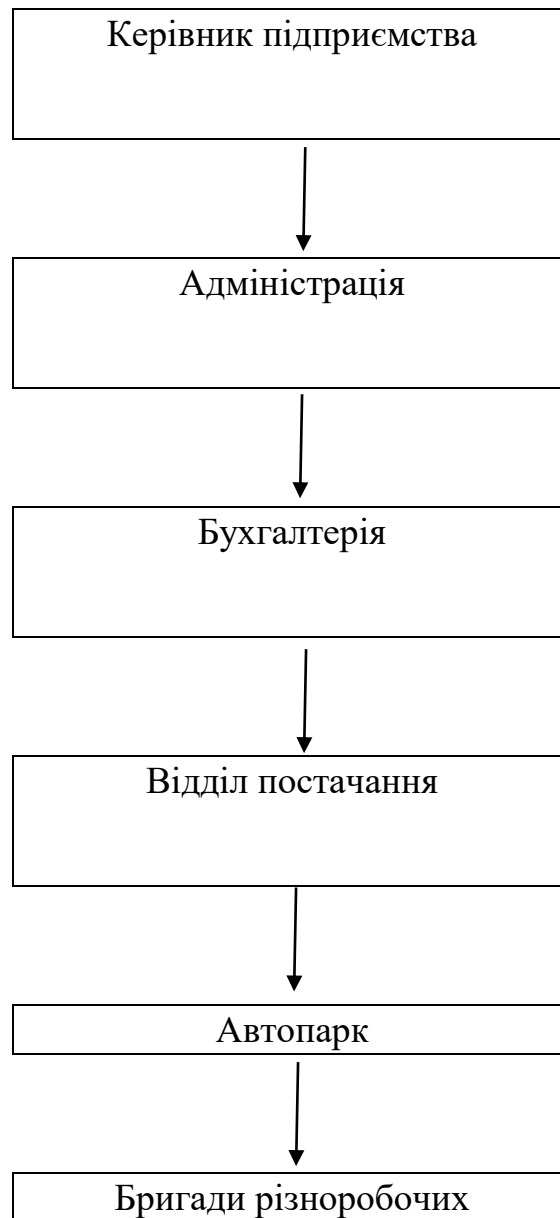 Керівник підприємства
Адміністрація
Бухгалтерія
Відділ постачання
Автопарк
Бригади різноробочих